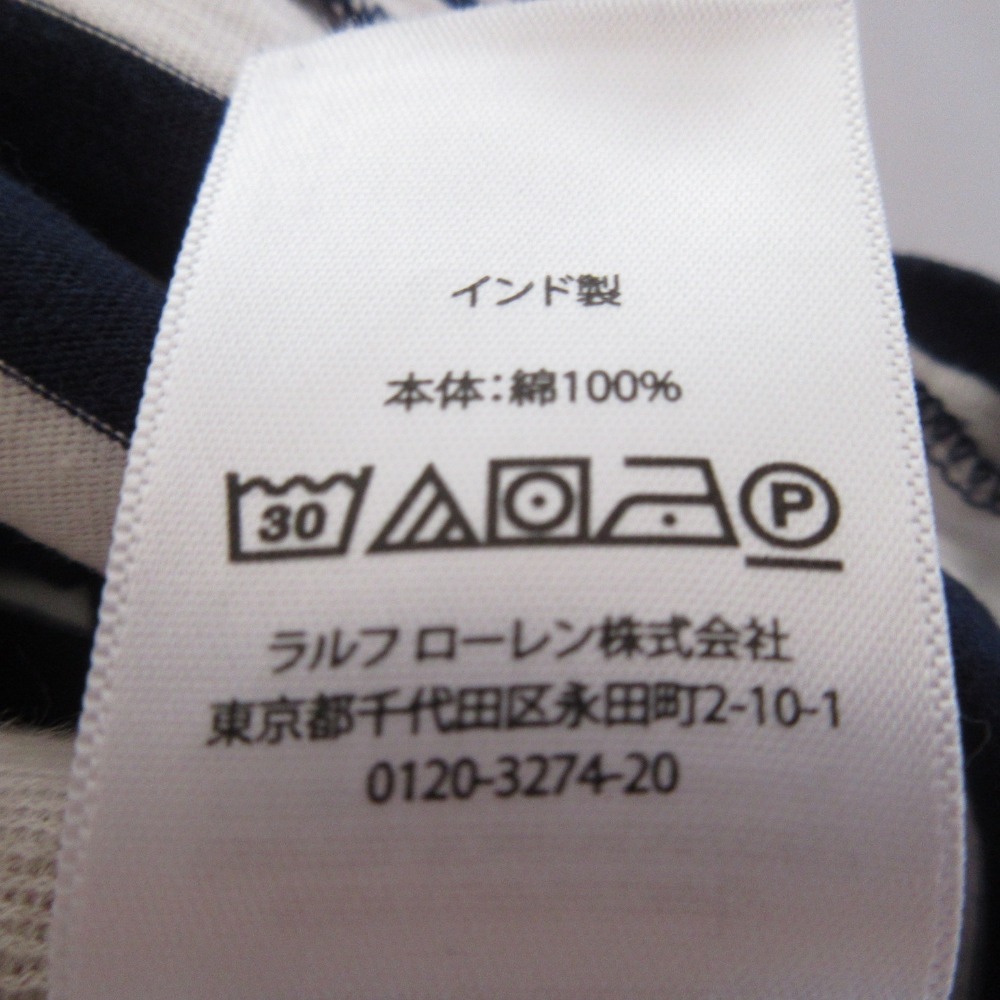 インド製
本体:綿100%
30 P
ラルフ ローレン株式会社
東京都千代田区永田町2-10-1
0120-3274-20